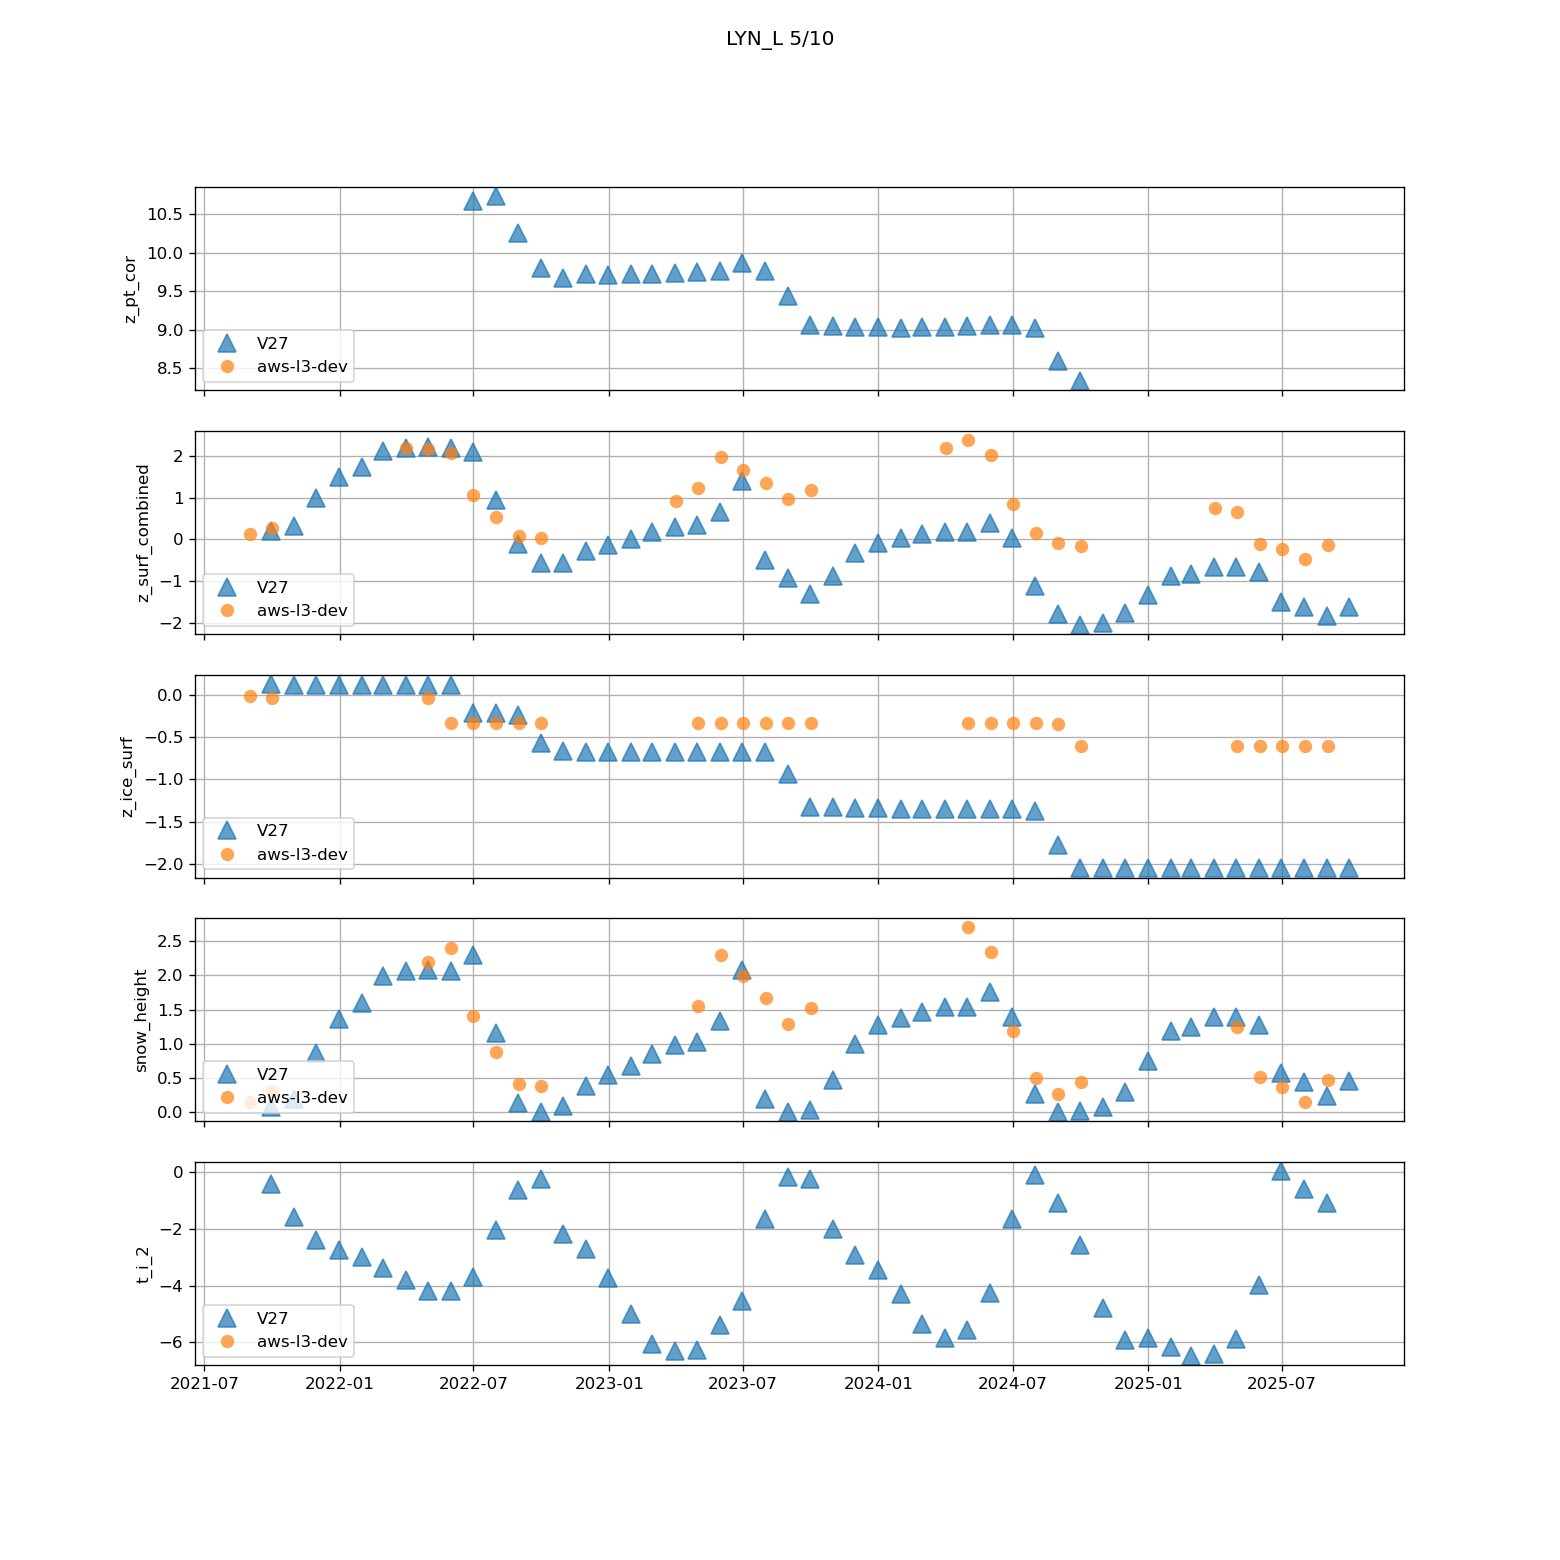 LYN_L 5/10
z_pt_cor
10.5
10.0
9.5
9.0
8.5
V27
aws-l3-dev
z_surf_combined
2
1
0
−1
−2
V27
aws-l3-dev
z_ice_surf
0.0
−0.5
−1.0
−1.5
−2.0
V27
aws-l3-dev
snow_height
2.5
2.0
1.5
1.0
0.5
0.0
V27
aws-l3-dev
t_i_2
0
−2
−4
−6
V27
aws-l3-dev
2021-07 2022-01 2022-07 2023-01 2023-07 2024-01 2024-07 2025-01 2025-07